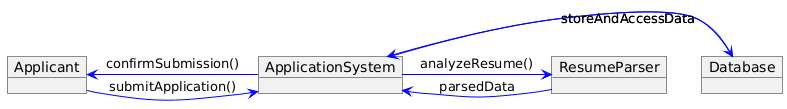 storeAndAccessData
Applicant
confirmSubmission()
submitApplication()
ApplicationSystem
analyzeResume()
parsedData
ResumeParser
Database